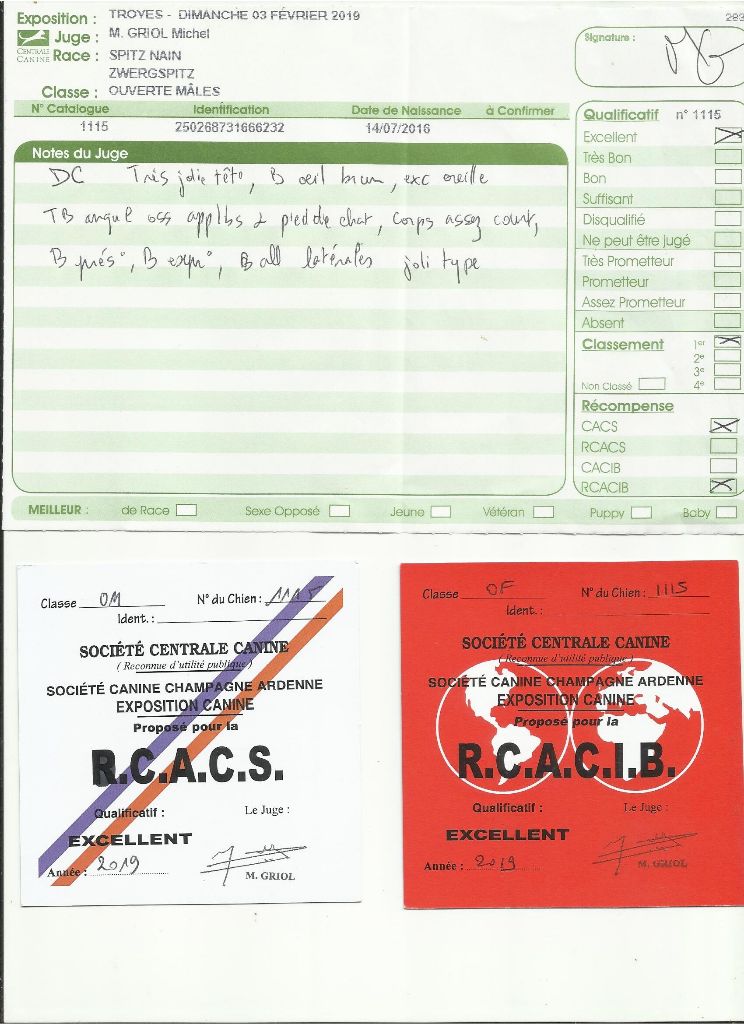 Exposition : TROYES - DIMANCHE 03 FÉVRIER 2019
283
Juge : M. GRIOL Michel
CENTRALE CANINE
Race : SPITZ NAIN
ZWERGSPITZ
Classe : OUVERTE MÂLES
Signature :
N° Catalogue Identification Date de Naissance à Confirmer
1115 250268731666232 14/07/2016
Notes du Juge
DC Très jolie tête, B oeil brun, exc oreille
TB angul oss applbs 2 pied de chat, corps assez court,
B prés°, B expr°, B all latérales joli type
Qualificatif n° 1115
Excellent
Très Bon
Bon
Suffisant
Disqualifié
Ne peut être Jugé
Très Prometteur
Prometteur
Assez Prometteur
Absent
Classement 1er
2e
3e
Non Classé 4e
Récompense
CACS
RCACS
CACIB
RCACIB
MEILLEUR : de Race Sexe Opposé Jeune Vétéran Puppy Baby
Classe OM N° du Chien : 1115
Ident. :
SOCIÉTÉ CENTRALE CANINE
( Reconnue d'utilité publique )
SOCIÉTÉ CANINE CHAMPAGNE ARDENNE
EXPOSITION CANINE
Proposé pour la
R.C.A.C.S.
Qualificatif : Le Juge :
EXCELLENT
Année : 2019
M. GRIOL
Classe OF N° du Chien : 1115
Ident. :
SOCIÉTÉ CENTRALE CANINE
( Reconnue d'utilité publique )
SOCIÉTÉ CANINE CHAMPAGNE ARDENNE
EXPOSITION CANINE
Proposé pour la
R.C.A.C.I.B.
Qualificatif : Le Juge :
EXCELLENT
Année : 2019
M. GRIOL